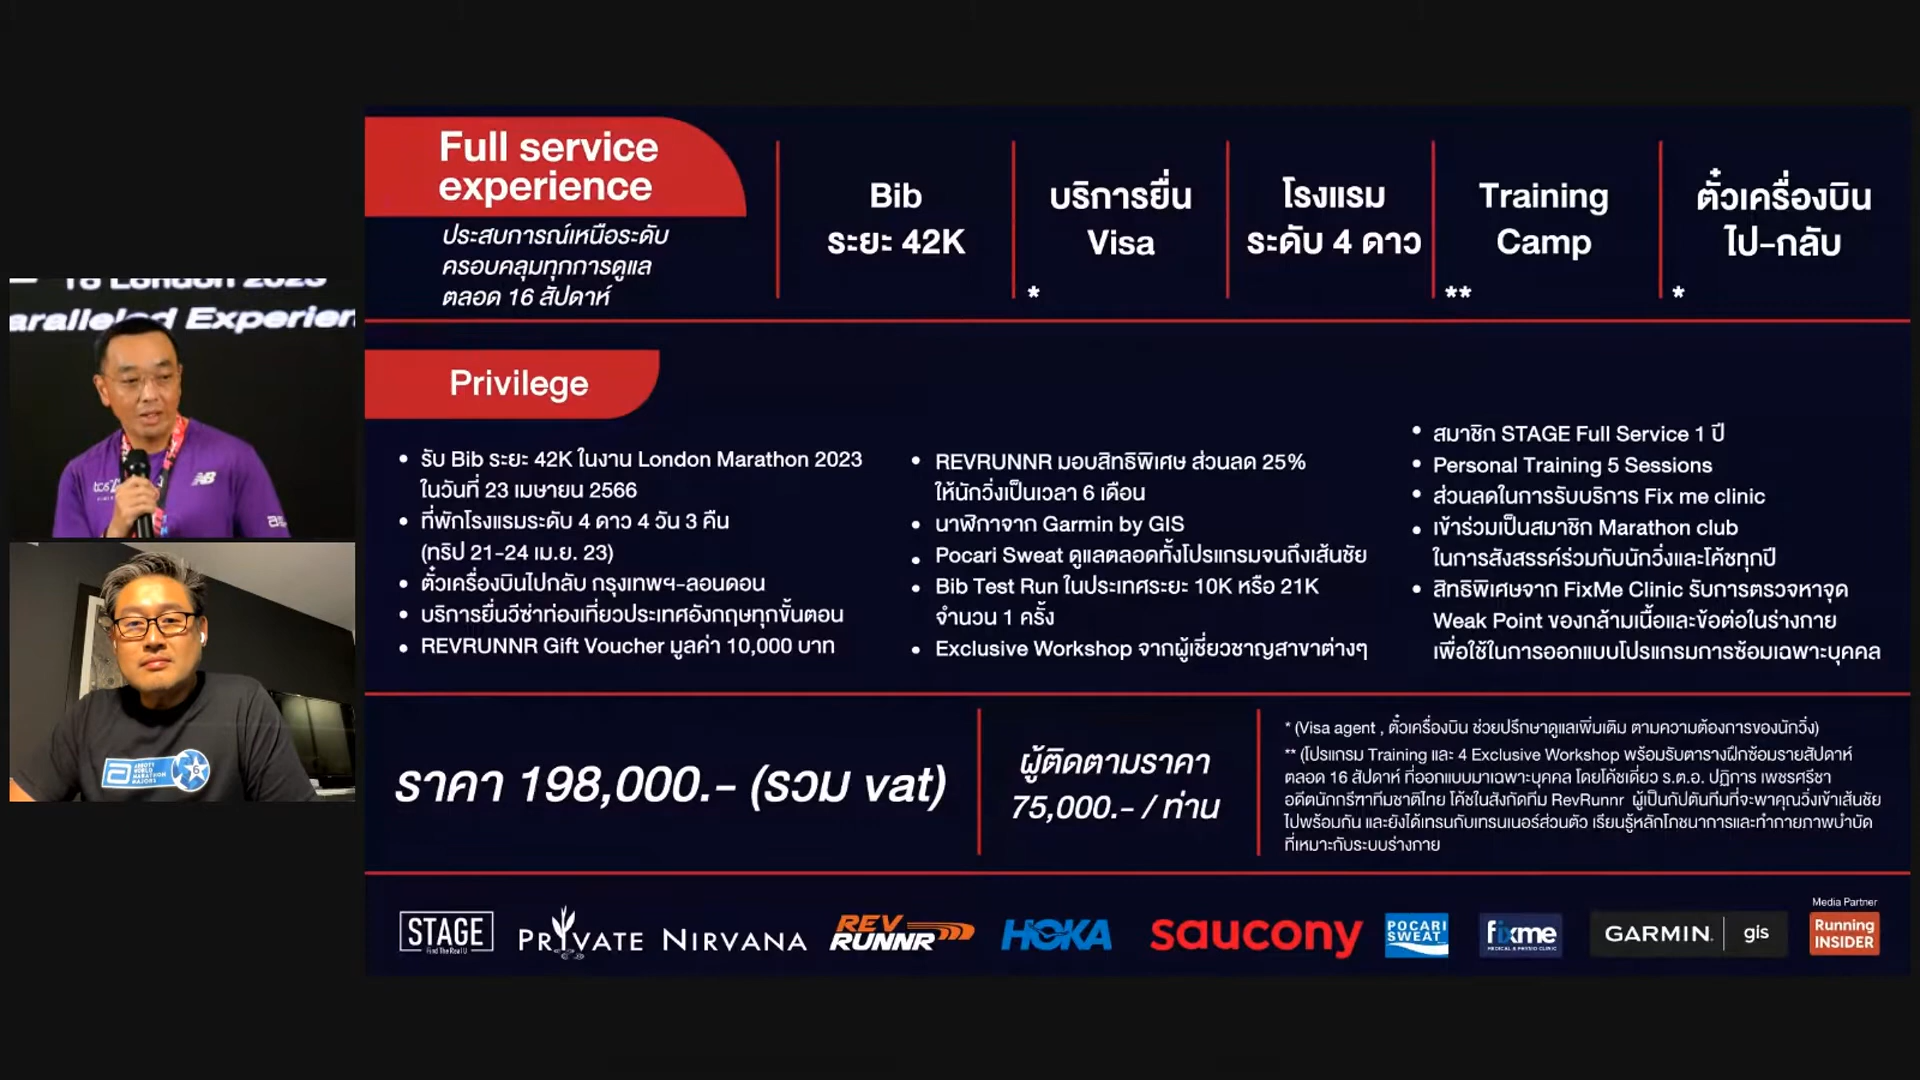 Full service
experience
ประสบการณ์เหนือระดับ
ครอบคลุมทุกการดูแล
ตลอด 16 สัปดาห์
Bib
ระยะ 42K
บริการยื่น
Visa
*
โรงแรม
ระดับ 4 ดาว
Training
Camp
**
ตั๋วเครื่องบิน
ไป-กลับ
*
to London 2023
aralleled Experien
Privilege
• รับ Bib ระยะ 42K ในงาน London Marathon 2023
ในวันที่ 23 เมษายน 2566
• ที่พักโรงแรมระดับ 4 ดาว 4 วัน 3 คืน
(ทริป 21-24 เม.ย. 23)
• ตั๋วเครื่องบินไปกลับ กรุงเทพฯ-ลอนดอน
• บริการยื่นวีซ่าท่องเที่ยวประเทศอังกฤษทุกขั้นตอน
• REVRUNNR Gift Voucher มูลค่า 10,000 บาท
• REVRUNNR มอบสิทธิพิเศษ ส่วนลด 25%
ให้นักวิ่งเป็นเวลา 6 เดือน
• นาฬิกาจาก Garmin by GIS
• Pocari Sweat ดูแลตลอดทั้งโปรแกรมจนถึงเส้นชัย
• Bib Test Run ในประเทศระยะ 10K หรือ 21K
จำนวน 1 ครั้ง
• Exclusive Workshop จากผู้เชี่ยวชาญสาขาต่างๆ
• สมาชิก STAGE Full Service 1 ปี
• Personal Training 5 Sessions
• ส่วนลดในการรับบริการ Fix me clinic
• เข้าร่วมเป็นสมาชิก Marathon club
ในการสังสรรค์ร่วมกับนักวิ่งและโค้ชทุกปี
• สิทธิพิเศษจาก FixMe Clinic รับการตรวจหาจุด
Weak Point ของกล้ามเนื้อและข้อต่อในร่างกาย
เพื่อใช้ในการออกแบบโปรแกรมการซ้อมเฉพาะบุคคล
ABBOTT
WORLD
MARATHON
MAJORS
ราคา 198,000.- (รวม vat)
ผู้ติดตามราคา
75,000.- / ท่าน
* (Visa agent , ตั๋วเครื่องบิน ช่วยปรึกษาดูแลเพิ่มเติม ตามความต้องการของนักวิ่ง)
** (โปรแกรม Training และ 4 Exclusive Workshop พร้อมรับตารางฝึกซ้อมรายสัปดาห์
ตลอด 16 สัปดาห์ ที่ออกแบบมาเฉพาะบุคคล โดยโค้ชเดี่ยว ร.ต.อ. ปฏิการ เพชรศรีชา
อดีตนักกรีฑาทีมชาติไทย โค้ชในสังกัดทีม RevRunnr ผู้เป็นกัปตันทีมที่จะพาคุณวิ่งเข้าเส้นชัย
ไปพร้อมกัน และยังได้เทรนกับเทรนเนอร์ส่วนตัว เรียนรู้หลักโภชนาการและทำกายภาพบำบัด
ที่เหมาะกับระบบร่างกาย
STAGE
Find The Real U
PRIVATE NIRVANA
REV
RUNNR
HOKA
saucony
POCARI
SWEAT
fixme
MEDICAL & PHYSIO CLINIC
GARMIN.
gis
Media Partner
Running
INSIDER